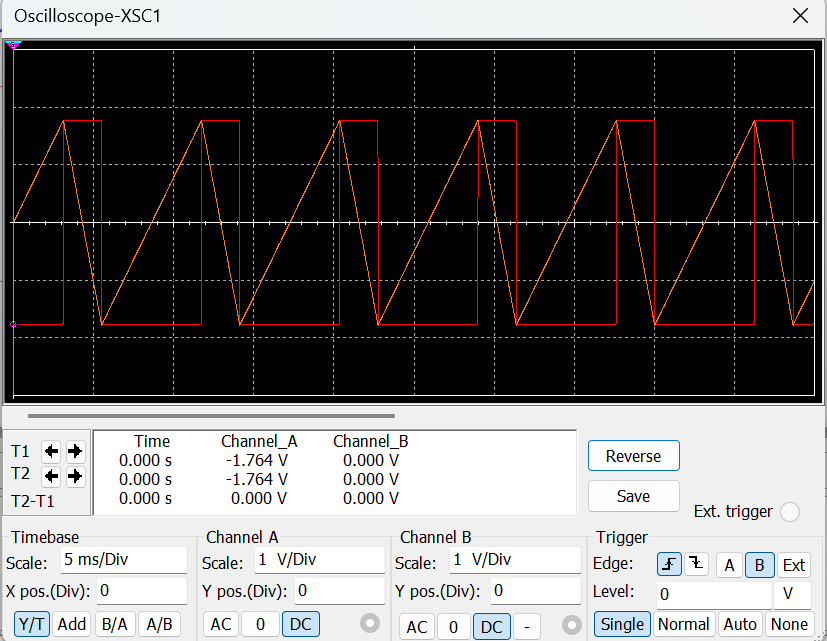 Oscilloscope-XSC1
T1
T2
T2-T1
Time Channel_A Channel_B
0.000 s -1.764 V 0.000 V
0.000 s -1.764 V 0.000 V
0.000 s 0.000 V 0.000 V
Reverse
Save
Ext. trigger
Timebase
Scale: 5 ms/Div
X pos.(Div): 0
Y/T Add B/A A/B
Channel A
Scale: 1 V/Div
Y pos.(Div): 0
AC 0 DC
Channel B
Scale: 1 V/Div
Y pos.(Div): 0
AC 0 DC -
Trigger
Edge: A B Ext
Level: 0 V
Single Normal Auto None